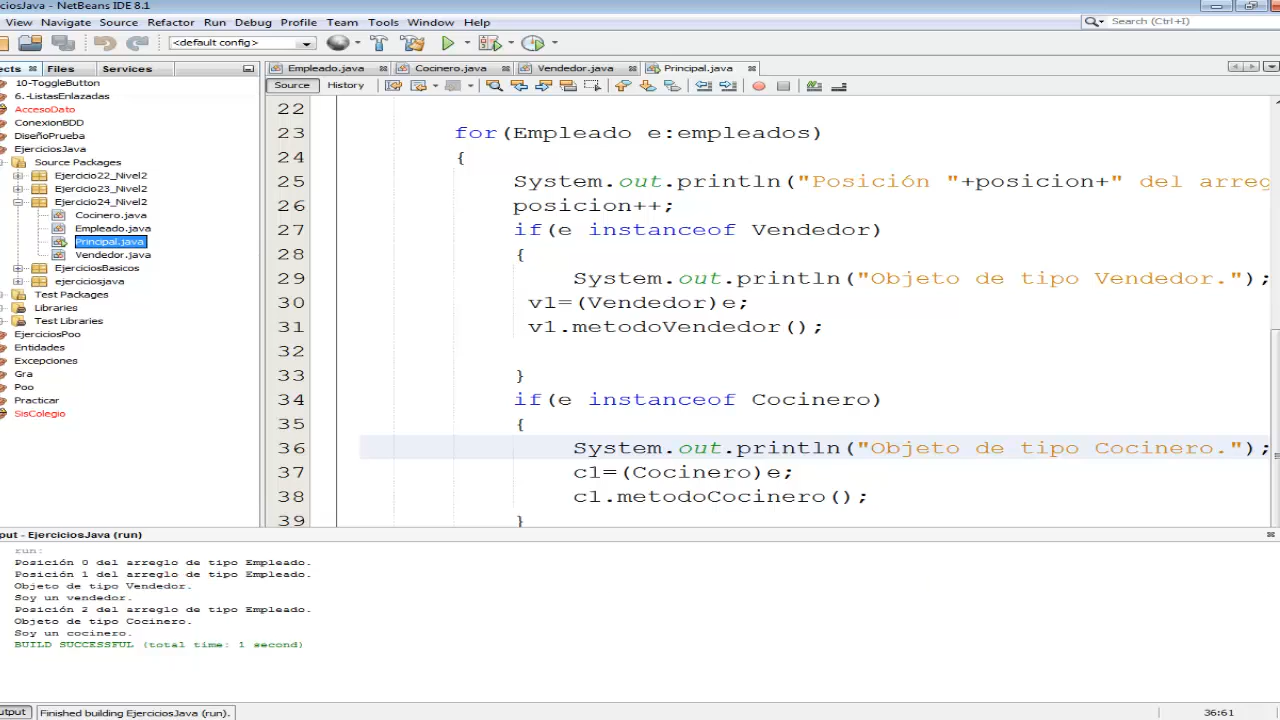 ciosJava - NetBeans IDE 8.1
View Navigate Source Refactor Run Debug Profile Team Tools Window Help
Search (Ctrl+I)
<default config>
ects Files Services
Empleado.java Cocinero.java Vendedor.java Principal.java
Source History
10-ToggleButton
6.-ListasEnlazadas
AccesoDato
ConexionBDD
DiseñoPrueba
EjerciciosJava
Source Packages
Ejercicio22_Nivel2
Ejercicio23_Nivel2
Ejercicio24_Nivel2
Cocinero.java
Empleado.java
Principal.java
Vendedor.java
EjerciciosBasicos
ejerciciosjava
Test Packages
Libraries
Test Libraries
EjerciciosPoo
Entidades
Excepciones
Gra
Poo
Practicar
SisColegio
22
23 for(Empleado e:empleados)
24 {
25 System.out.println("Posición "+posicion+" del arreg
26 posicion++;
27 if(e instanceof Vendedor)
28 {
29 System.out.println("Objeto de tipo Vendedor.");
30 v1=(Vendedor)e;
31 v1.metodoVendedor();
32
33 }
34 if(e instanceof Cocinero)
35 {
36 System.out.println("Objeto de tipo Cocinero.");
37 c1=(Cocinero)e;
38 c1.metodoCocinero();
39 }
put - EjerciciosJava (run)
run:
Posición 0 del arreglo de tipo Empleado.
Posición 1 del arreglo de tipo Empleado.
Objeto de tipo Vendedor.
Soy un vendedor.
Posición 2 del arreglo de tipo Empleado.
Objeto de tipo Cocinero.
Soy un cocinero.
BUILD SUCCESSFUL (total time: 1 second)
utput Finished building EjerciciosJava (run). 36:61